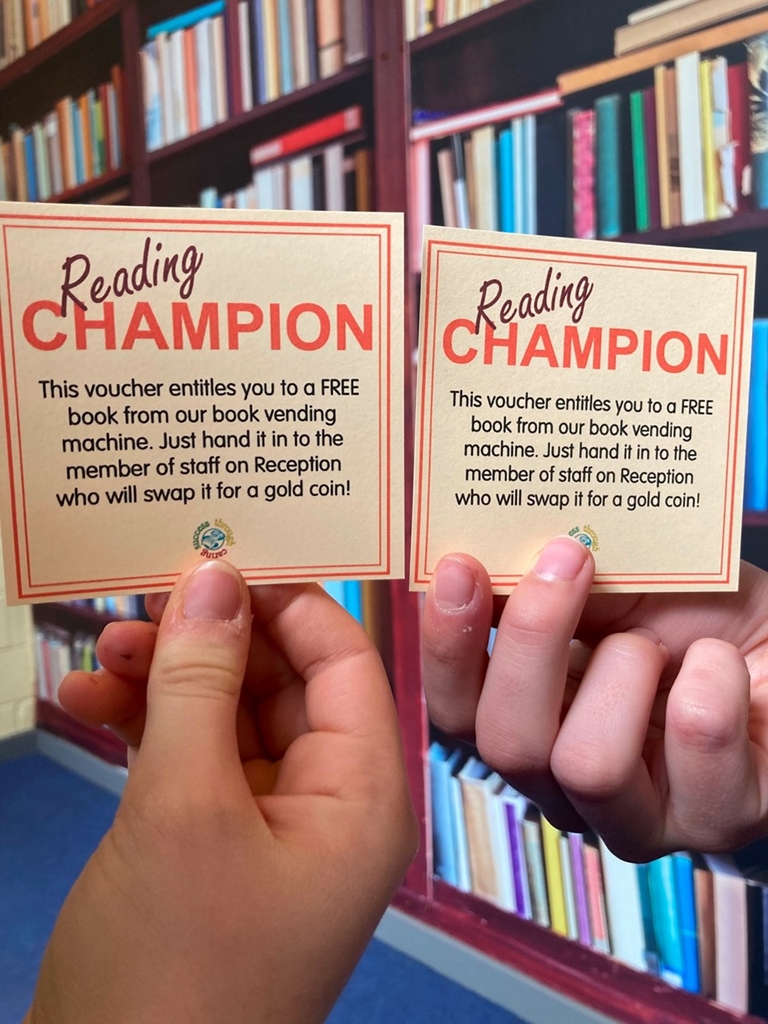 Reading
CHAMPION
This voucher entitles you to a FREE
book from our book vending
machine. Just hand it in to the
member of staff on Reception
who will swap it for a gold coin!
success through caring
Reading
CHAMPION
This voucher entitles you to a FREE
book from our book vending
machine. Just hand it in to the
member of staff on Reception
who will swap it for a gold coin!